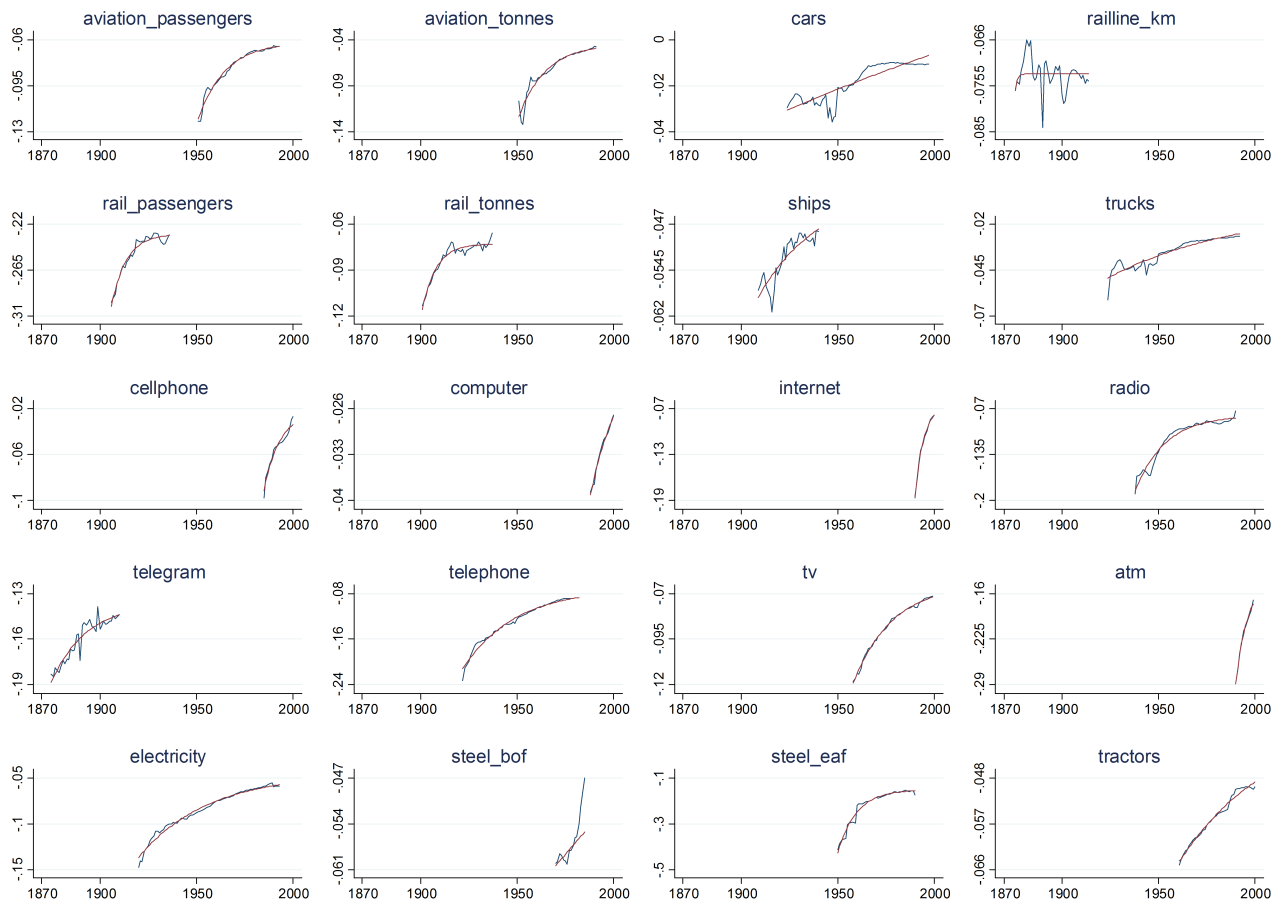 aviation_passengers aviation_tonnes cars railline_km
-.06 -.04 0 -.066
-.095 -.09 -.02 -.0755
-.13 -.14 -.04 -.085
1870 1900 1950 2000 1870 1900 1950 2000 1870 1900 1950 2000 1870 1900 1950 2000
rail_passengers rail_tonnes ships trucks
-.22 -.06 -.047 -.02
-.265 -.09 -.0545 -.045
-.31 -.12 -.062 -.07
1870 1900 1950 2000 1870 1900 1950 2000 1870 1900 1950 2000 1870 1900 1950 2000
cellphone computer internet radio
-.02 -.026 -.07 -.07
-.06 -.033 -.13 -.135
-.1 -.04 -.19 -.2
1870 1900 1950 2000 1870 1900 1950 2000 1870 1900 1950 2000 1870 1900 1950 2000
telegram telephone tv atm
-.13 -.08 -.07 -.16
-.16 -.16 -.095 -.225
-.19 -.24 -.12 -.29
1870 1900 1950 2000 1870 1900 1950 2000 1870 1900 1950 2000 1870 1900 1950 2000
electricity steel_bof steel_eaf tractors
-.05 -.047 -.1 -.048
-.1 -.054 -.3 -.057
-.15 -.061 -.5 -.066
1870 1900 1950 2000 1870 1900 1950 2000 1870 1900 1950 2000 1870 1900 1950 2000